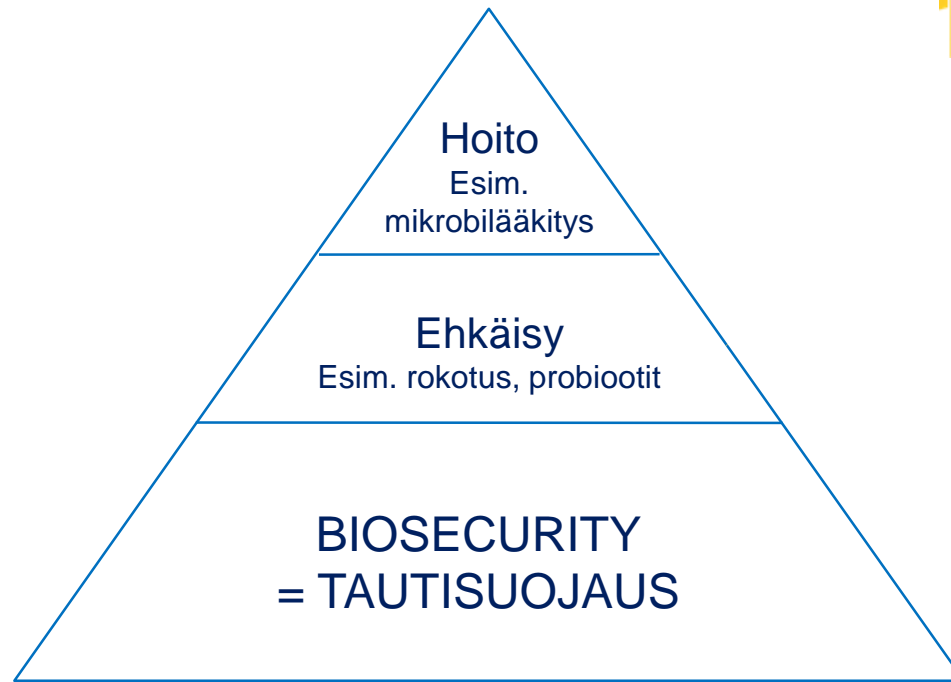 Hoito
Esim.
mikrobilääkitys
Ehkäisy
Esim. rokotus, probiootit
BIOSECURITY
= TAUTISUOJAUS